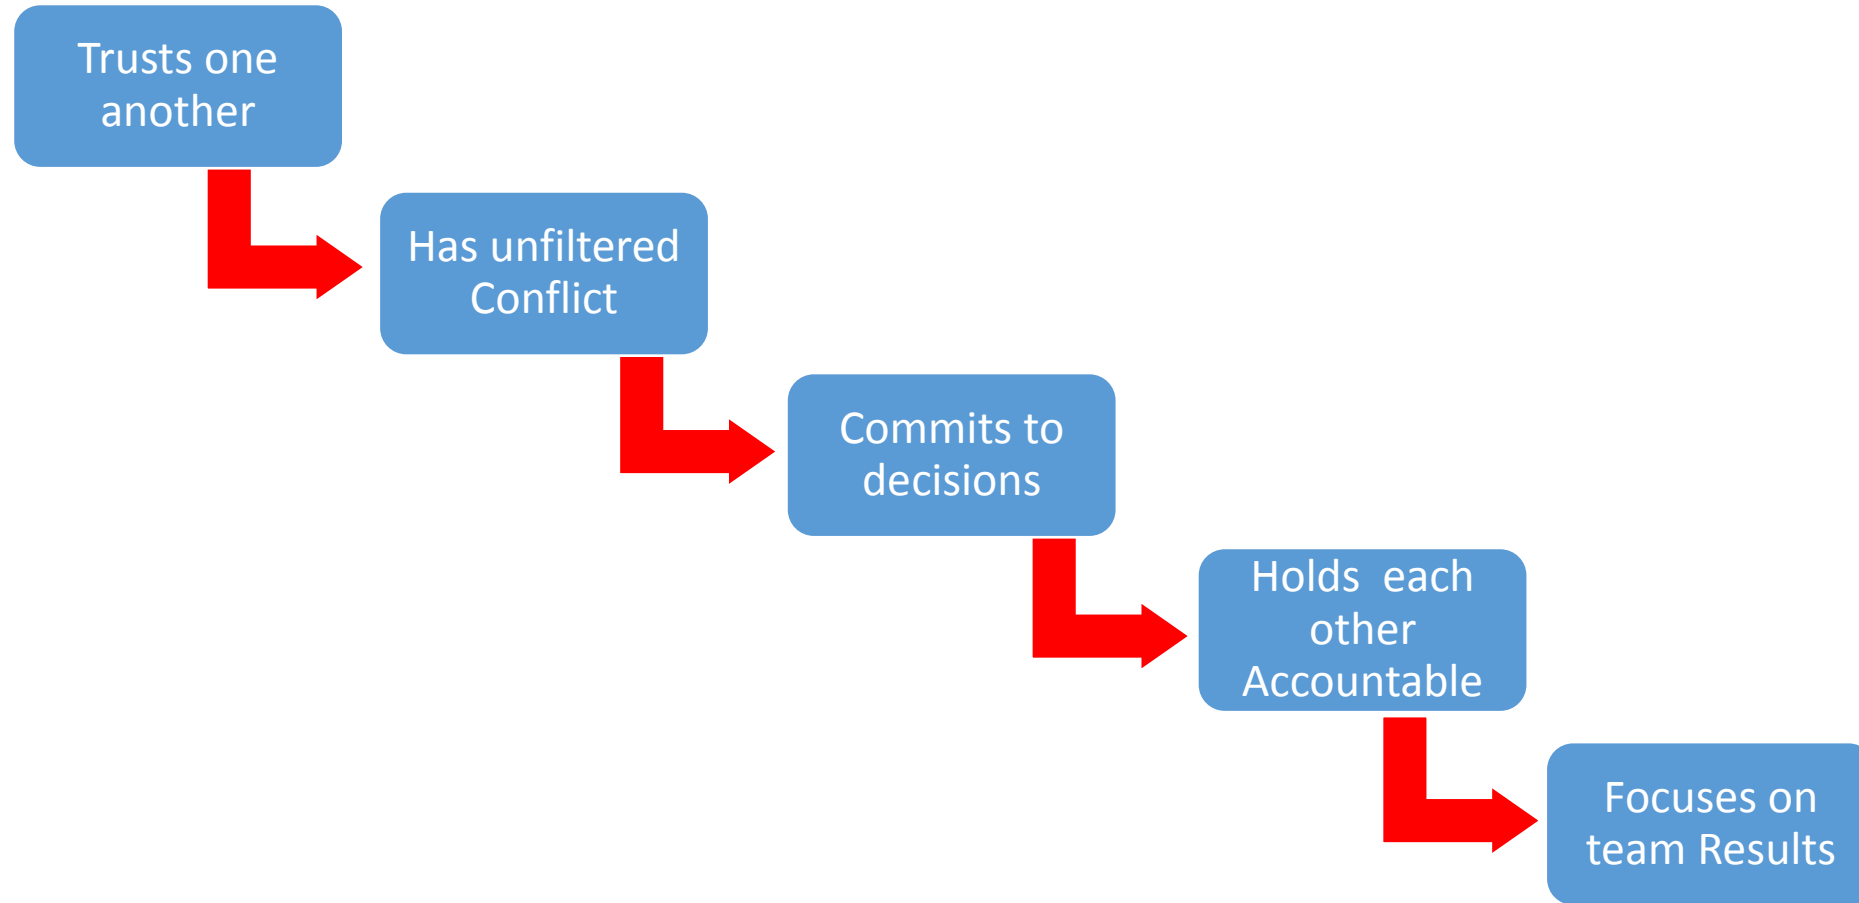 Trusts one
another
Has unfiltered
Conflict
Commits to
decisions
Holds  each
other
Accountable
Focuses on
team Results